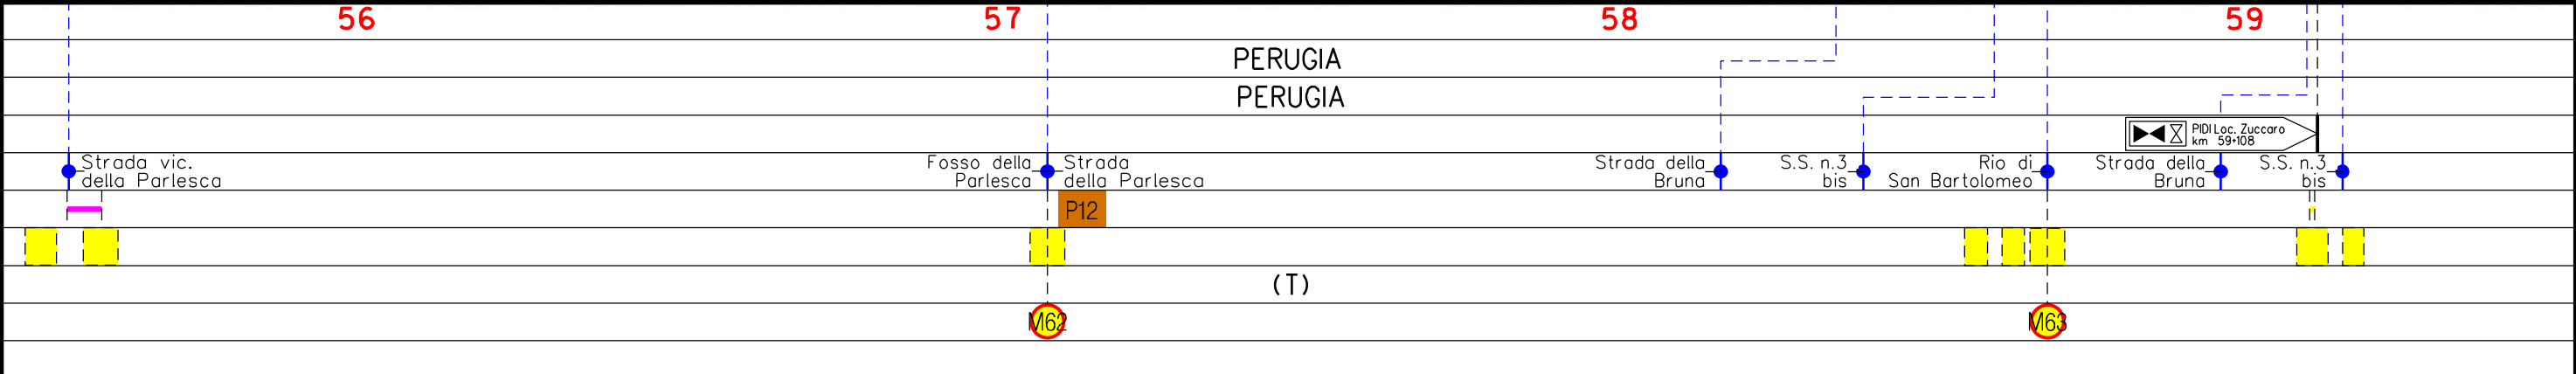 56 57 58 59
PERUGIA
PERUGIA
PIDI Loc. Zuccaro
km 59+108
Strada vic.
della Parlesca
Fosso della
Parlesca
Strada
della Parlesca
Strada della
Bruna
S.S. n.3
bis
Rio di
San Bartolomeo
Strada della
Bruna
S.S. n.3
bis
P12
(T)
M62 M63